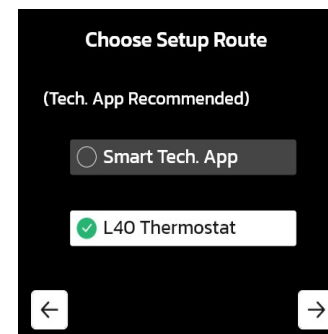 Choose Setup Route
(Tech. App Recommended)
Smart Tech. App
L40 Thermostat